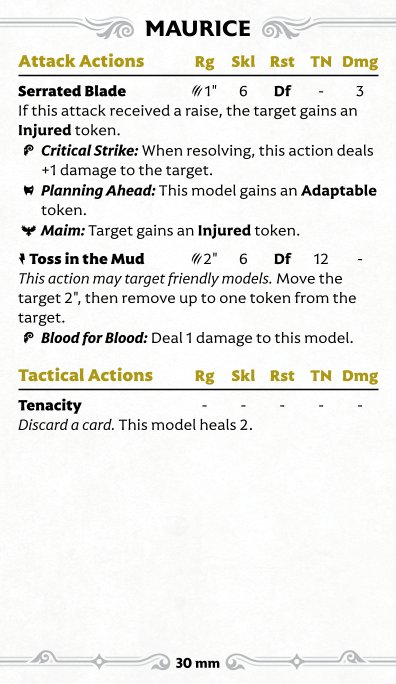 MAURICE
Attack Actions Rg Skl Rst TN Dmg
Serrated Blade 1" 6 Df - 3
If this attack received a raise, the target gains an
Injured token.
Critical Strike: When resolving, this action deals
+1 damage to the target.
Planning Ahead: This model gains an Adaptable
token.
Maim: Target gains an Injured token.
Toss in the Mud 2" 6 Df 12 -
This action may target friendly models. Move the
target 2", then remove up to one token from the
target.
Blood for Blood: Deal 1 damage to this model.
Tactical Actions Rg Skl Rst TN Dmg
Tenacity - - - - -
Discard a card. This model heals 2.
30 mm